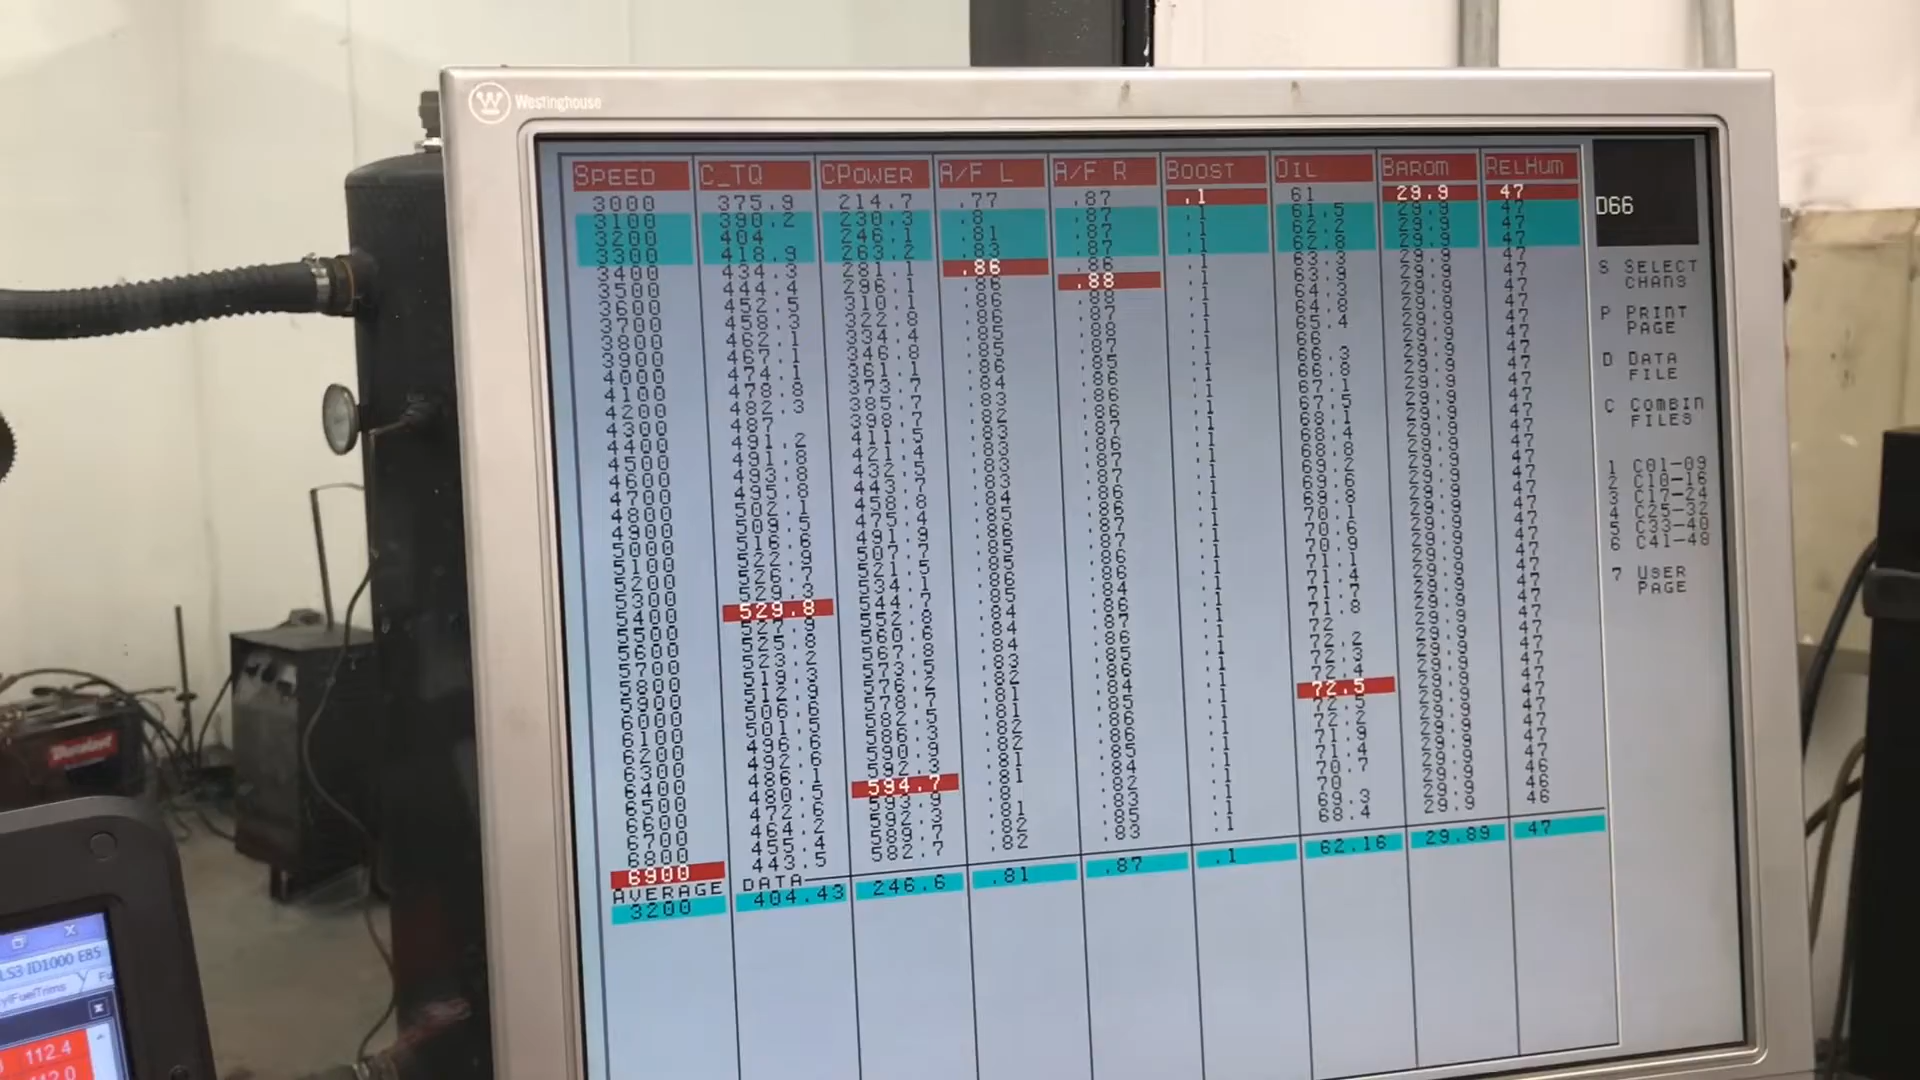 Westinghouse
SPEED C_TQ CPOWER A/F L A/F R BOOST OIL BAROM RELHUM
3000 375.9 214.7 .77 .87 .1 61 29.9 47
3100 390.2 230.3 .8 .87 .1 61.5 29.9 47
3200 404 246.1 .81 .87 .1 62.2 29.9 47
3300 418.9 263.2 .83 .87 .1 62.8 29.9 47
3400 434.3 281.1 .86 .86 .1 63.3 29.9 47
3500 444.4 296.1 .86 .88 .1 63.9 29.9 47
3600 452.5 310.1 .86 .88 .1 64.3 29.9 47
3700 458.3 322.8 .86 .87 .1 64.8 29.9 47
3800 462.1 334.4 .85 .88 .1 65.4 29.9 47
3900 467.1 346.8 .85 .87 .1 66 29.9 47
4000 474.1 361.1 .85 .85 .1 66.3 29.9 47
4100 478.8 373.7 .84 .86 .1 66.8 29.9 47
4200 482.3 385.7 .83 .86 .1 67.1 29.9 47
4300 487 398.7 .82 .86 .1 67.5 29.9 47
4400 491.2 411.5 .83 .87 .1 68.1 29.9 47
4500 491.8 421.4 .83 .86 .1 68.4 29.9 47
4600 493.8 432.5 .83 .87 .1 68.8 29.9 47
4700 495.8 443.7 .83 .87 .1 69.2 29.9 47
4800 502.1 458.8 .84 .86 .1 69.6 29.9 47
4900 509.5 475.4 .85 .86 .1 69.8 29.9 47
5000 516.6 491.9 .86 .87 .1 70.1 29.9 47
5100 522.9 507.7 .85 .87 .1 70.6 29.9 47
5200 526.7 521.5 .85 .86 .1 70.9 29.9 47
5300 529.3 534.1 .86 .86 .1 71.1 29.9 47
5400 529.8 544.7 .85 .84 .1 71.4 29.9 47
5500 527.9 552.8 .84 .86 .1 71.7 29.9 47
5600 525.8 560.6 .84 .87 .1 71.8 29.9 47
5700 523.2 567.8 .84 .86 .1 72 29.9 47
5800 519.3 573.5 .83 .85 .1 72.2 29.9 47
5900 512.9 576.2 .82 .86 .1 72.3 29.9 47
6000 506.6 578.7 .81 .84 .1 72.4 29.9 47
6100 501.5 582.5 .81 .85 .1 72.5 29.9 47
6200 496.6 586.3 .82 .86 .1 72.5 29.9 47
6300 492.6 590.9 .82 .86 .1 72.2 29.9 47
6400 486.1 592.3 .81 .85 .1 71.9 29.9 47
6500 480.5 594.7 .81 .84 .1 71.4 29.9 47
6600 472.6 593.9 .82 .1 70.7 29.9 47
6700 464.2 592.3 .81 .83 .1 70 29.9 46
6800 455.4 589.7 .82 .85 .1 69.3 29.9 46
6900 443.5 582.7 .82 .83 .1 68.4 29.9 46
AVERAGE DATA
3200 404.43 246.6 .81 .87 .1 62.16 29.89 47
D66
S SELECT
CHANS
P PRINT
PAGE
D DATA
FILE
C COMBIN
FILES
1 C01-09
2 C10-16
3 C17-24
4 C25-32
5 C33-40
6 C41-48
7 USER
PAGE
Duralast
LS3 ID1000 E85
FuelTrims
112.4